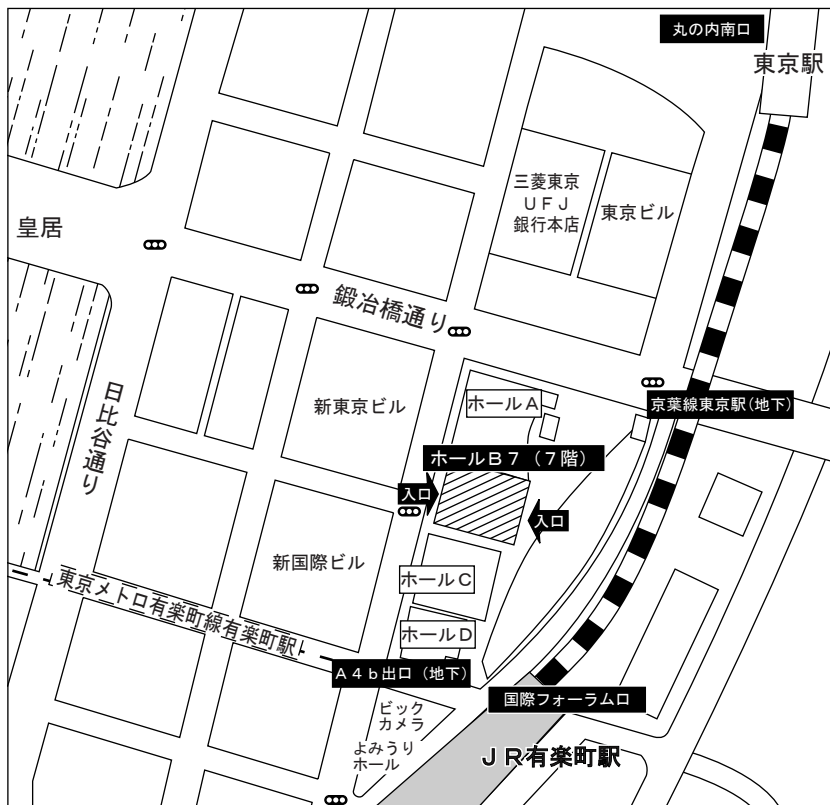 丸の内南口
東京駅
三菱東京
UFJ
銀行本店
東京ビル
皇居
鍛冶橋通り
日比谷通り
新東京ビル
ホールA
京葉線東京駅(地下)
ホールB7(7階)
入口
入口
新国際ビル
ホールC
東京メトロ有楽町線有楽町駅
ホールD
A4b出口(地下)
国際フォーラム口
ビック
カメラ
よみうり
ホール
JR有楽町駅